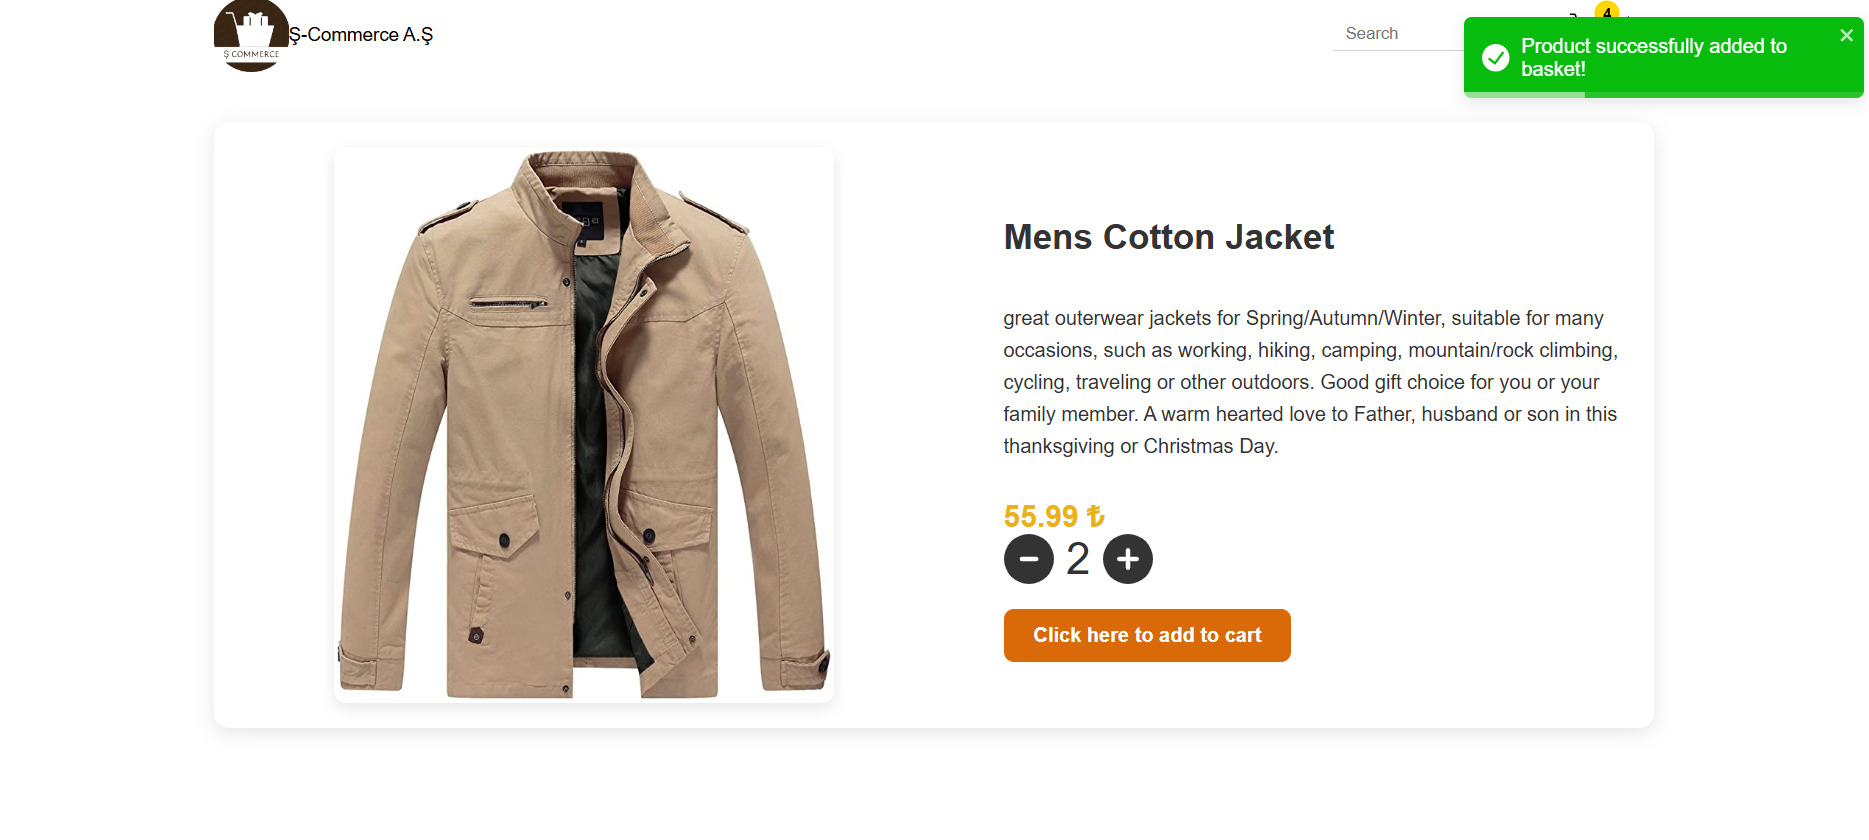 Ş COMMERCE
Ş-Commerce A.Ş
Search
4
Product successfully added to
basket!
Mens Cotton Jacket
great outerwear jackets for Spring/Autumn/Winter, suitable for many
occasions, such as working, hiking, camping, mountain/rock climbing,
cycling, traveling or other outdoors. Good gift choice for you or your
family member. A warm hearted love to Father, husband or son in this
thanksgiving or Christmas Day.
55.99 ₺
2
Click here to add to cart